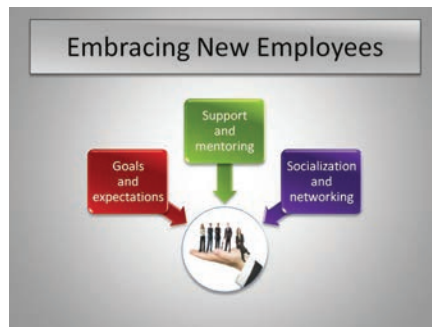 Embracing New Employees
Support
and
mentoring
Goals
and
expectations
Socialization
and
networking